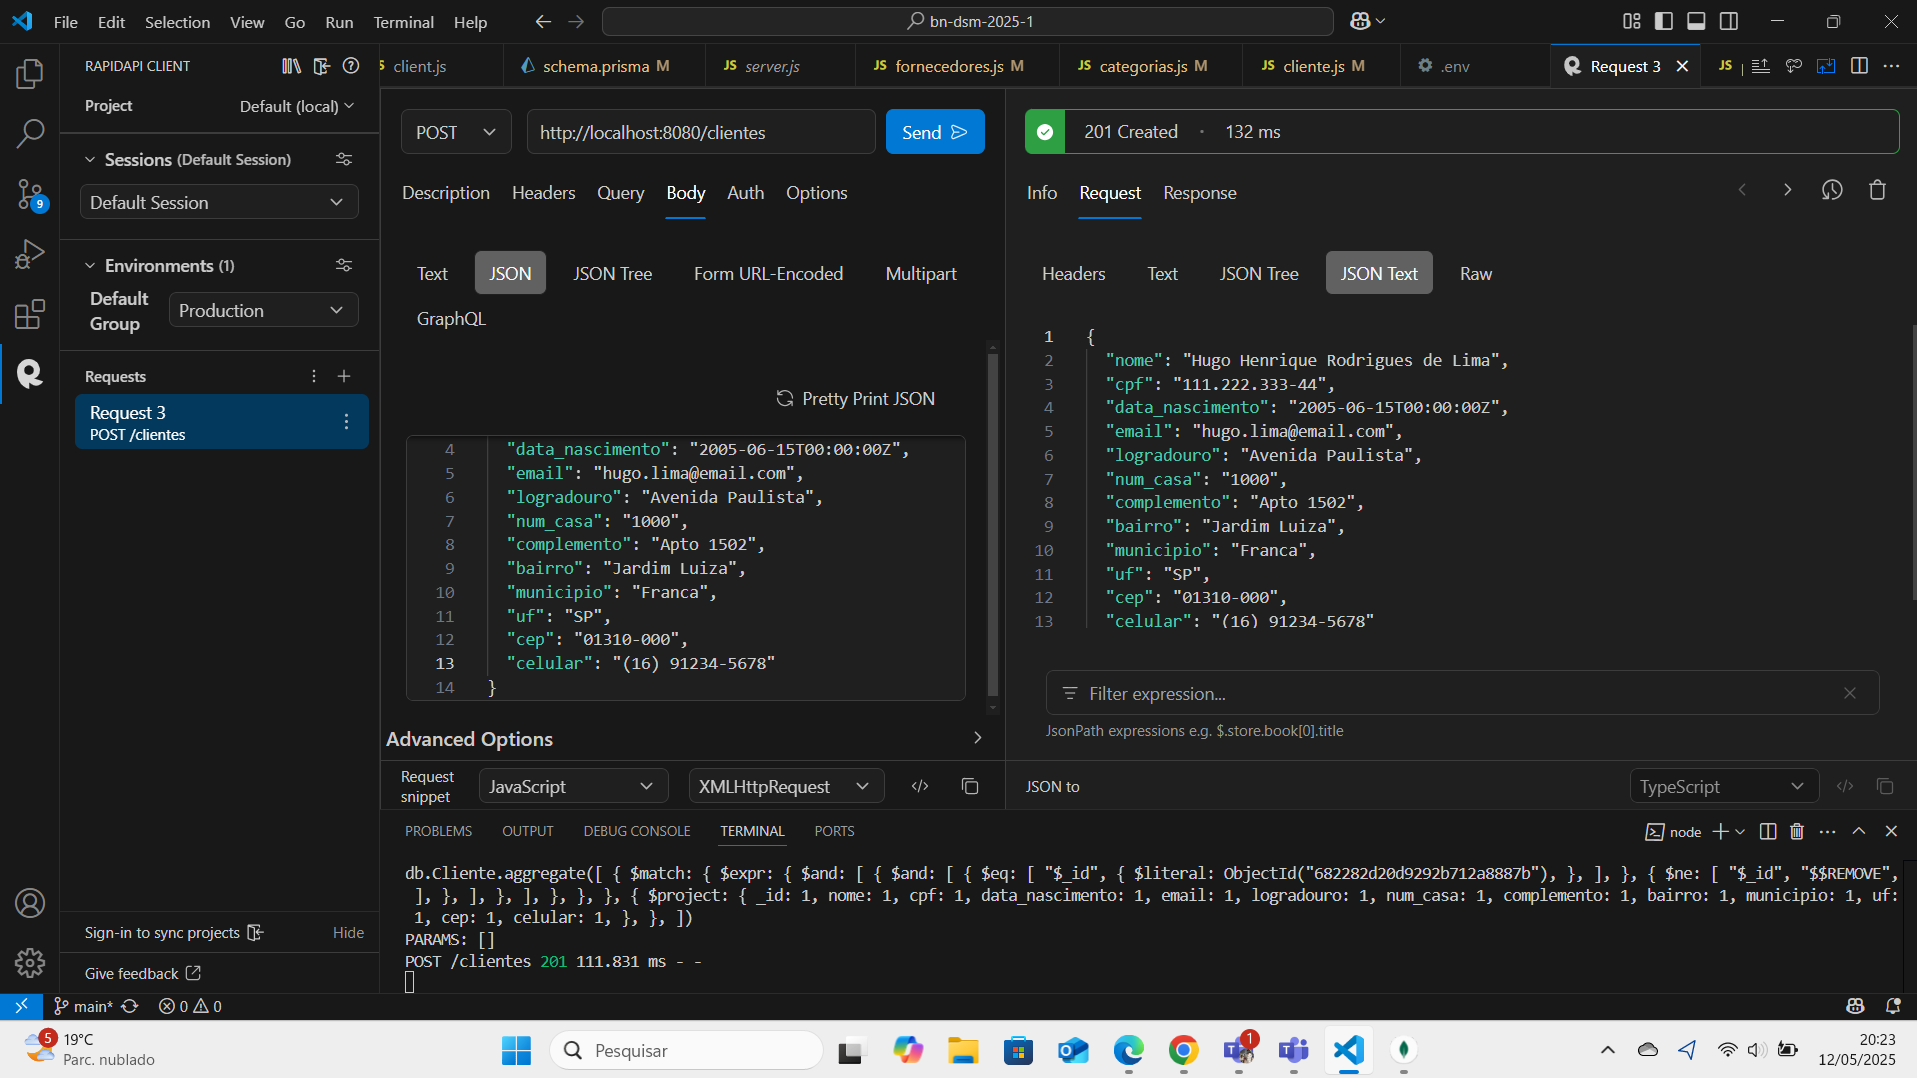 File Edit Selection View Go Run Terminal Help
bn-dsm-2025-1
RAPIDAPI CLIENT
Project Default (local)
Sessions (Default Session)
Default Session
Environments (1)
Default Group Production
Requests
Request 3
POST /clientes
Sign-in to sync projects Hide
Give feedback
client.js schema.prisma M JS server.js JS fornecedores.js M JS categorias.js M JS cliente.js M .env Request 3 JS
POST http://localhost:8080/clientes Send
Description Headers Query Body Auth Options
Text JSON JSON Tree Form URL-Encoded Multipart
GraphQL
Pretty Print JSON
4 "data_nascimento": "2005-06-15T00:00:00Z",
5 "email": "hugo.lima@email.com",
6 "logradouro": "Avenida Paulista",
7 "num_casa": "1000",
8 "complemento": "Apto 1502",
9 "bairro": "Jardim Luiza",
10 "municipio": "Franca",
11 "uf": "SP",
12 "cep": "01310-000",
13 "celular": "(16) 91234-5678"
14 }
Advanced Options
Request snippet JavaScript XMLHttpRequest
201 Created · 132 ms
Info Request Response
Headers Text JSON Tree JSON Text Raw
1 {
2 "nome": "Hugo Henrique Rodrigues de Lima",
3 "cpf": "111.222.333-44",
4 "data_nascimento": "2005-06-15T00:00:00Z",
5 "email": "hugo.lima@email.com",
6 "logradouro": "Avenida Paulista",
7 "num_casa": "1000",
8 "complemento": "Apto 1502",
9 "bairro": "Jardim Luiza",
10 "municipio": "Franca",
11 "uf": "SP",
12 "cep": "01310-000",
13 "celular": "(16) 91234-5678"
Filter expression...
JsonPath expressions e.g. $.store.book[0].title
JSON to TypeScript
PROBLEMS OUTPUT DEBUG CONSOLE TERMINAL PORTS
node
db.Cliente.aggregate([ { $match: { $expr: { $and: [ { $and: [ { $eq: [ "$_id", { $literal: ObjectId("682282d20d9292b712a8887b"), }, ], }, { $ne: [ "$_id", "$$REMOVE",
], }, ], }, ], }, }, }, { $project: { _id: 1, nome: 1, cpf: 1, data_nascimento: 1, email: 1, logradouro: 1, num_casa: 1, complemento: 1, bairro: 1, municipio: 1, uf:
1, cep: 1, celular: 1, }, }, ])
PARAMS: []
POST /clientes 201 111.831 ms - -
9
main* 0 0
5
19°C
Parc. nublado
Pesquisar
1
20:23
12/05/2025